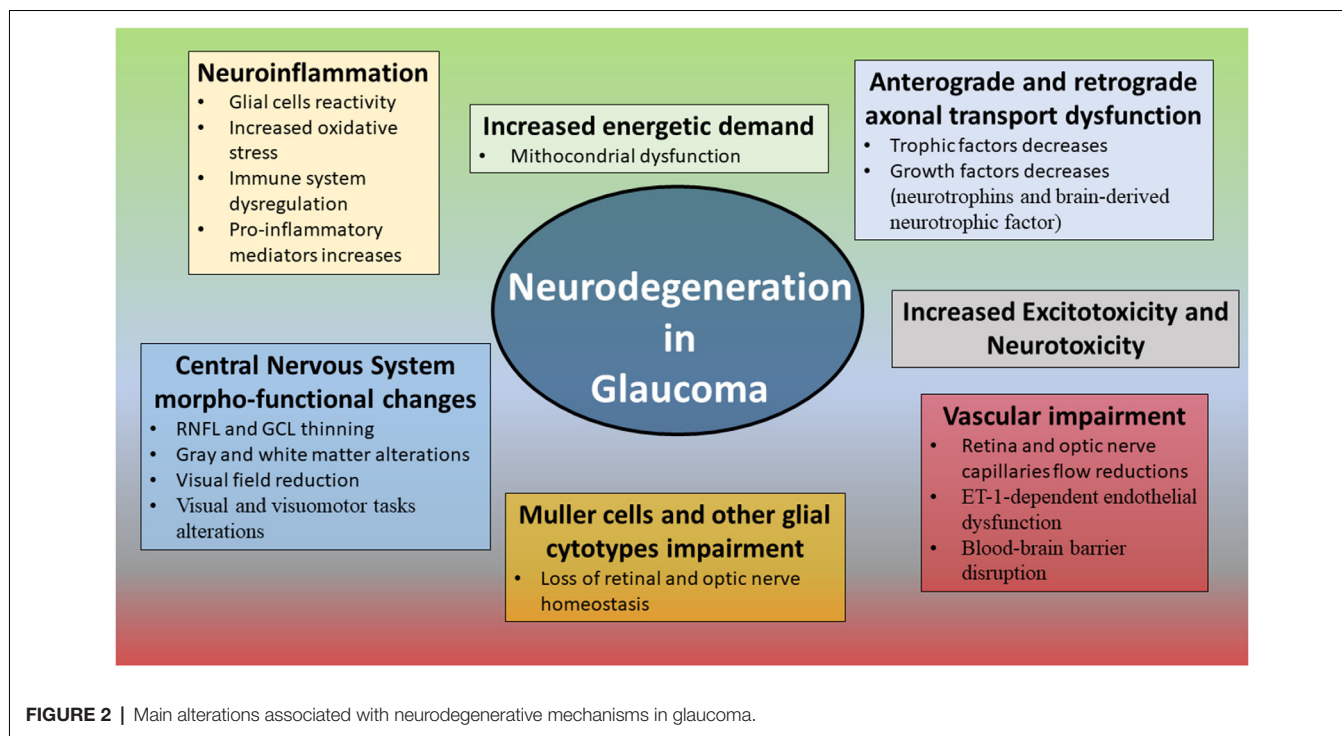 Neuroinflammation
• Glial cells reactivity
• Increased oxidative
stress
• Immune system
dysregulation
• Pro-inflammatory
mediators increases
Increased energetic demand
• Mithocondrial dysfunction
Anterograde and retrograde
axonal transport dysfunction
• Trophic factors decreases
• Growth factors decreases
(neurotrophins and brain-derived
neurotrophic factor)
Neurodegeneration
in
Glaucoma
Increased Excitotoxicity and
Neurotoxicity
Central Nervous System
morpho-functional changes
• RNFL and GCL thinning
• Gray and white matter alterations
• Visual field reduction
• Visual and visuomotor tasks
alterations
Muller cells and other glial
cytotypes impairment
• Loss of retinal and optic nerve
homeostasis
Vascular impairment
• Retina and optic nerve
capillaries flow reductions
• ET-1-dependent endothelial
dysfunction
• Blood-brain barrier
disruption
FIGURE 2 | Main alterations associated with neurodegenerative mechanisms in glaucoma.